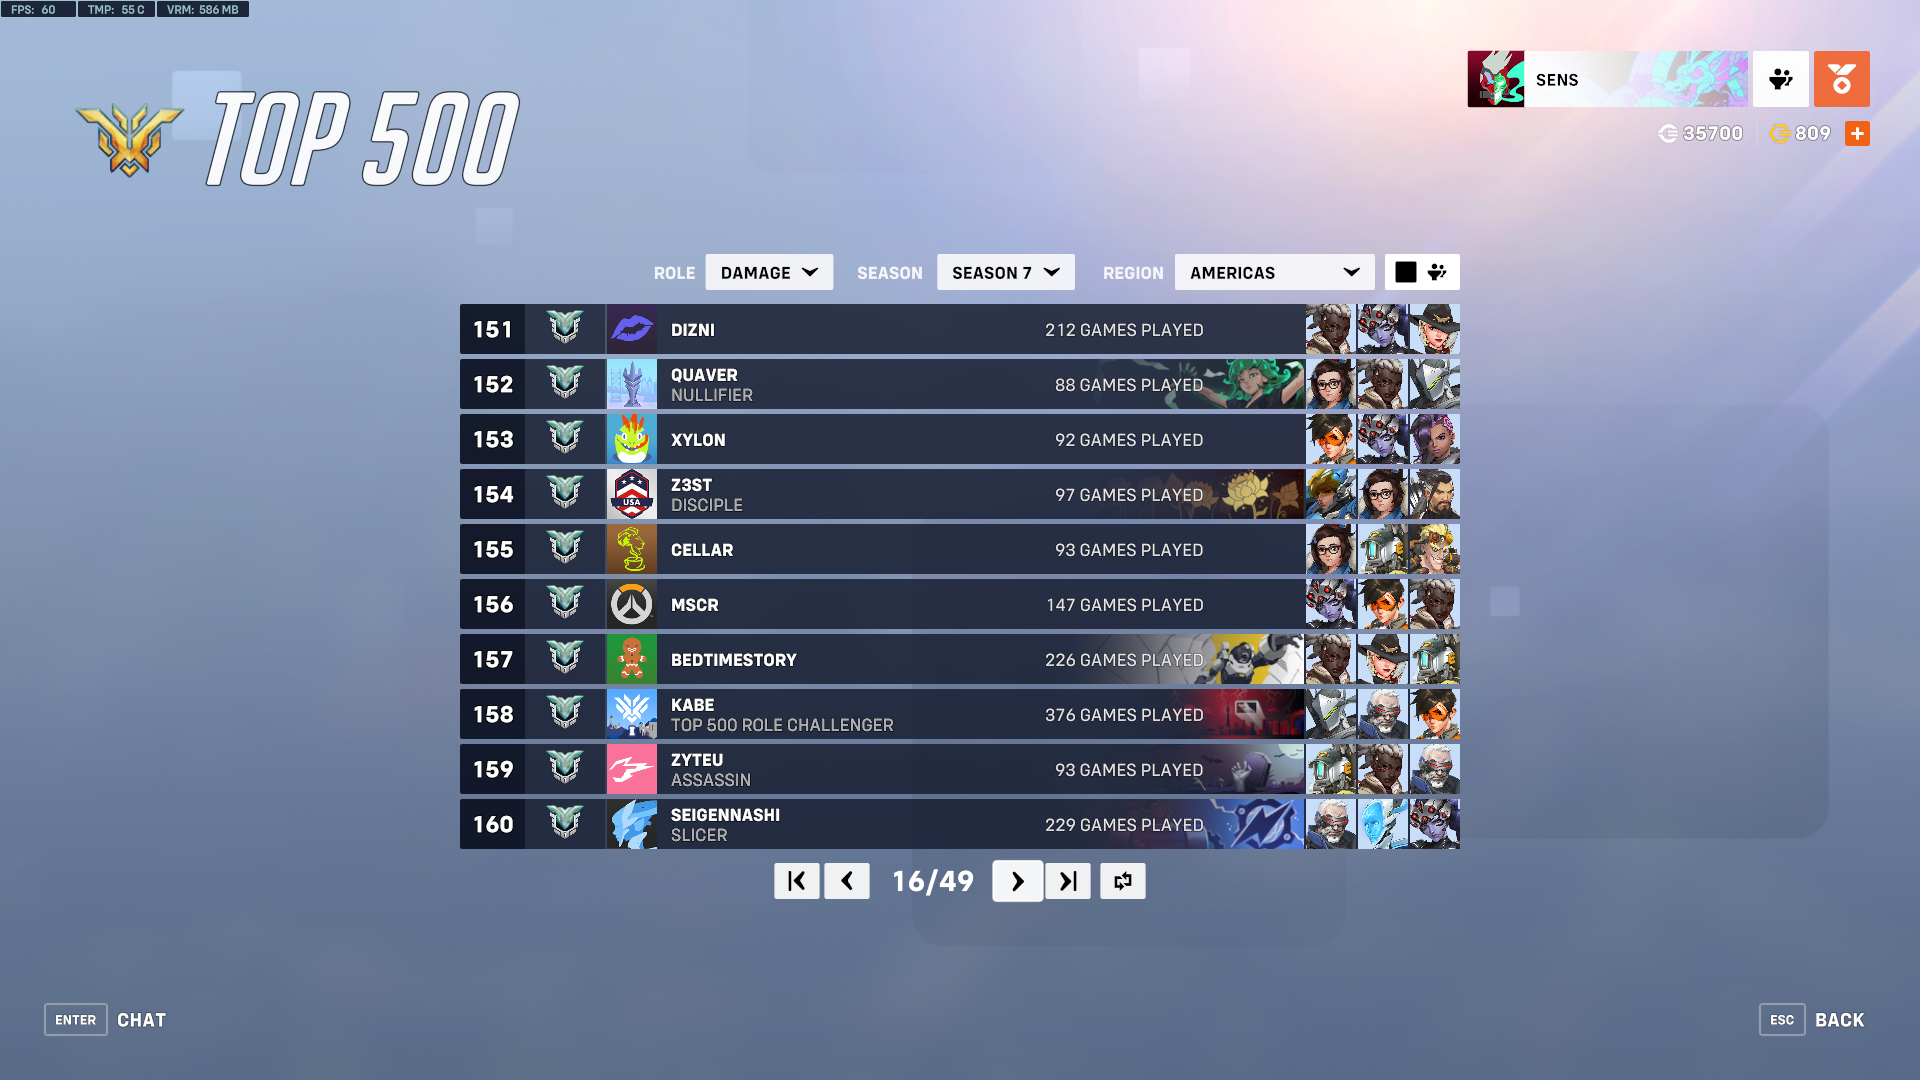 FPS: 60 TMP: 55 C VRM: 586 MB
TOP 500
SENS
35700 809
ROLE DAMAGE SEASON SEASON 7 REGION AMERICAS
151 DIZNI 212 GAMES PLAYED
152 QUAVER 88 GAMES PLAYED
NULLIFIER
153 XYLON 92 GAMES PLAYED
154 Z3ST 97 GAMES PLAYED
USA DISCIPLE
155 CELLAR 93 GAMES PLAYED
156 MSCR 147 GAMES PLAYED
157 BEDTIMESTORY 226 GAMES PLAYED
158 KABE 376 GAMES PLAYED
TOP 500 ROLE CHALLENGER
159 ZYTEU 93 GAMES PLAYED
ASSASSIN
160 SEIGENNASHI 229 GAMES PLAYED
SLICER
16/49
ENTER CHAT
ESC BACK